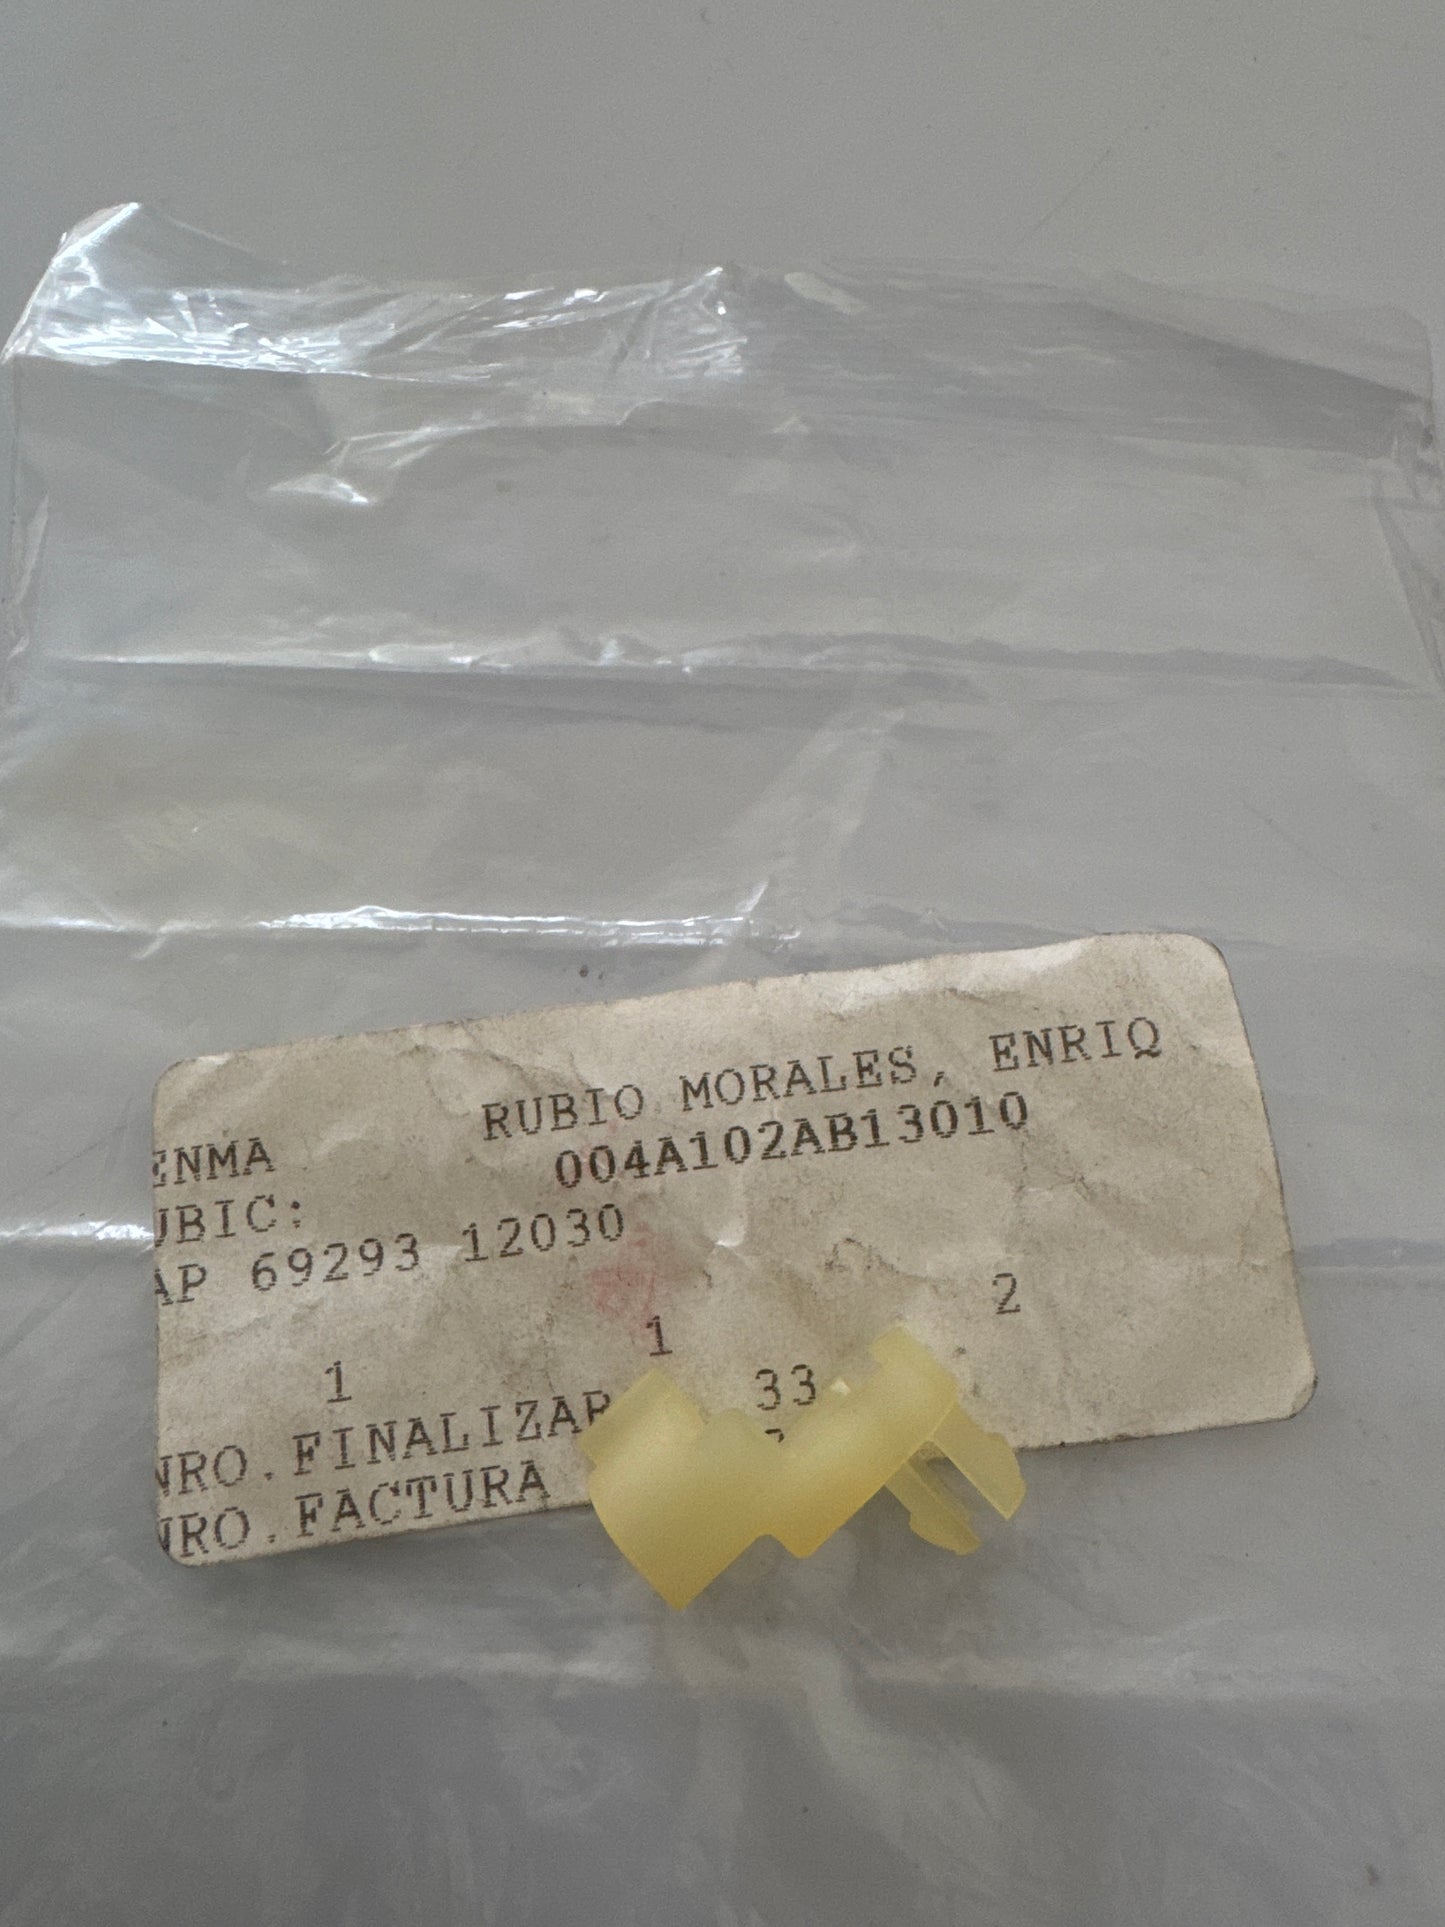 RUBIO MORALES, ENRIQ
ENMA 004A102AB13010
UBIC:
AP 69293 12030
1 1 2
NRO.FINALIZAR 33
NRO.FACTURA